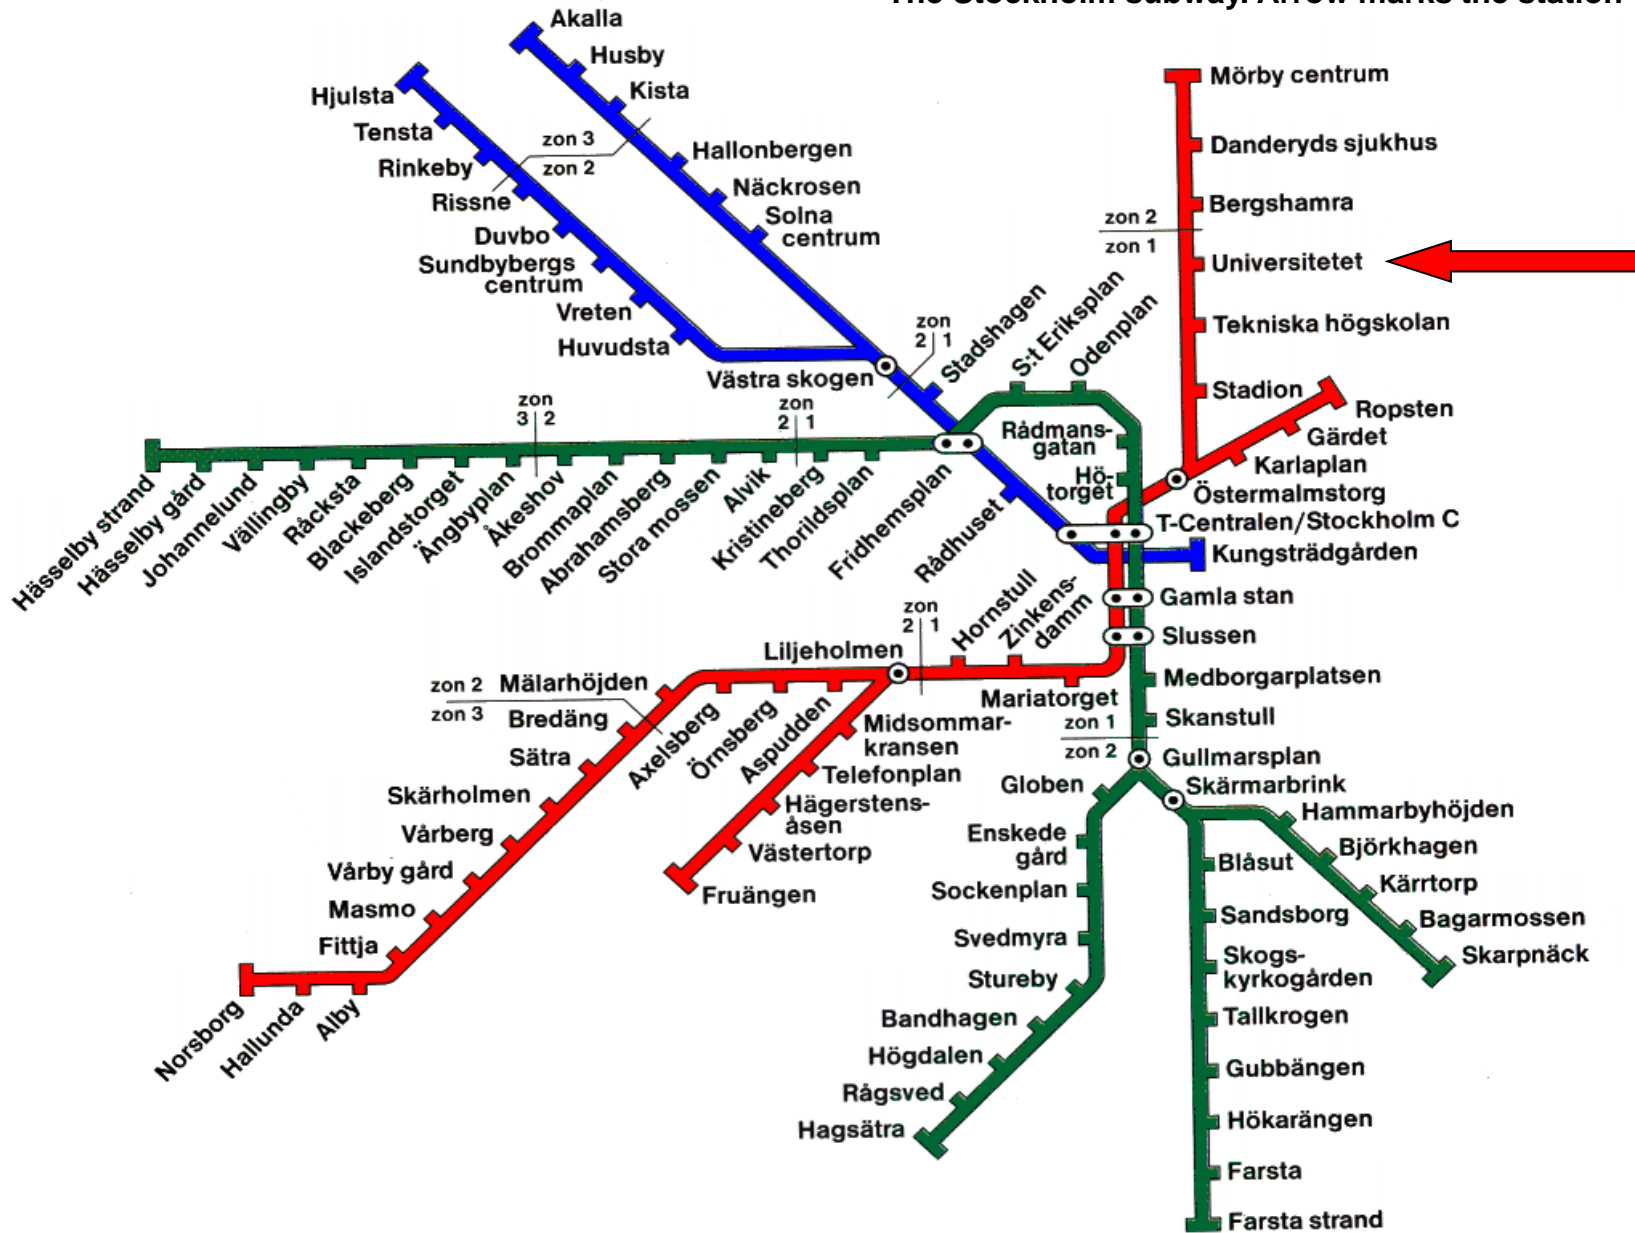 The Stockholm subway. Arrow marks the station
Akalla
Husby
Kista
Hallonbergen
Näckrosen
Solna
centrum
Hjulsta
Tensta
Rinkeby
Rissne
Duvbo
Sundbybergs
centrum
Vreten
Huvudsta
zon 3
zon 2
Västra skogen
zon
2 1
Stadshagen
S:t Eriksplan
Odenplan
Mörby centrum
Danderyds sjukhus
Bergshamra
zon 2
zon 1
Universitetet
Tekniska högskolan
Stadion
Ropsten
Gärdet
Karlaplan
Östermalmstorg
Rådmans-
gatan
Hö-
torget
T-Centralen/Stockholm C
Kungsträdgården
Gamla stan
Slussen
Medborgarplatsen
Skanstull
zon 1
zon 2
Gullmarsplan
Skärmarbrink
zon
3 2
zon
2 1
Hässelby strand
Hässelby gård
Johannelund
Vällingby
Råcksta
Blackeberg
Islandstorget
Ängbyplan
Åkeshov
Brommaplan
Abrahamsberg
Stora mossen
Alvik
Kristineberg
Thorildsplan
Fridhemsplan
Rådhuset
zon
2 1
Hornstull
Zinkens-
damm
Mariatorget
Liljeholmen
zon 2
zon 3
Mälarhöjden
Bredäng
Sätra
Skärholmen
Vårberg
Vårby gård
Masmo
Fittja
Norsborg
Hallunda
Alby
Axelsberg
Örnsberg
Aspudden
Midsommar-
kransen
Telefonplan
Hägerstens-
åsen
Västertorp
Fruängen
Globen
Enskede
gård
Sockenplan
Svedmyra
Stureby
Bandhagen
Högdalen
Rågsved
Hagsätra
Hammarbyhöjden
Björkhagen
Kärrtorp
Bagarmossen
Skarpnäck
Blåsut
Sandsborg
Skogs-
kyrkogården
Tallkrogen
Gubbängen
Hökarängen
Farsta
Farsta strand